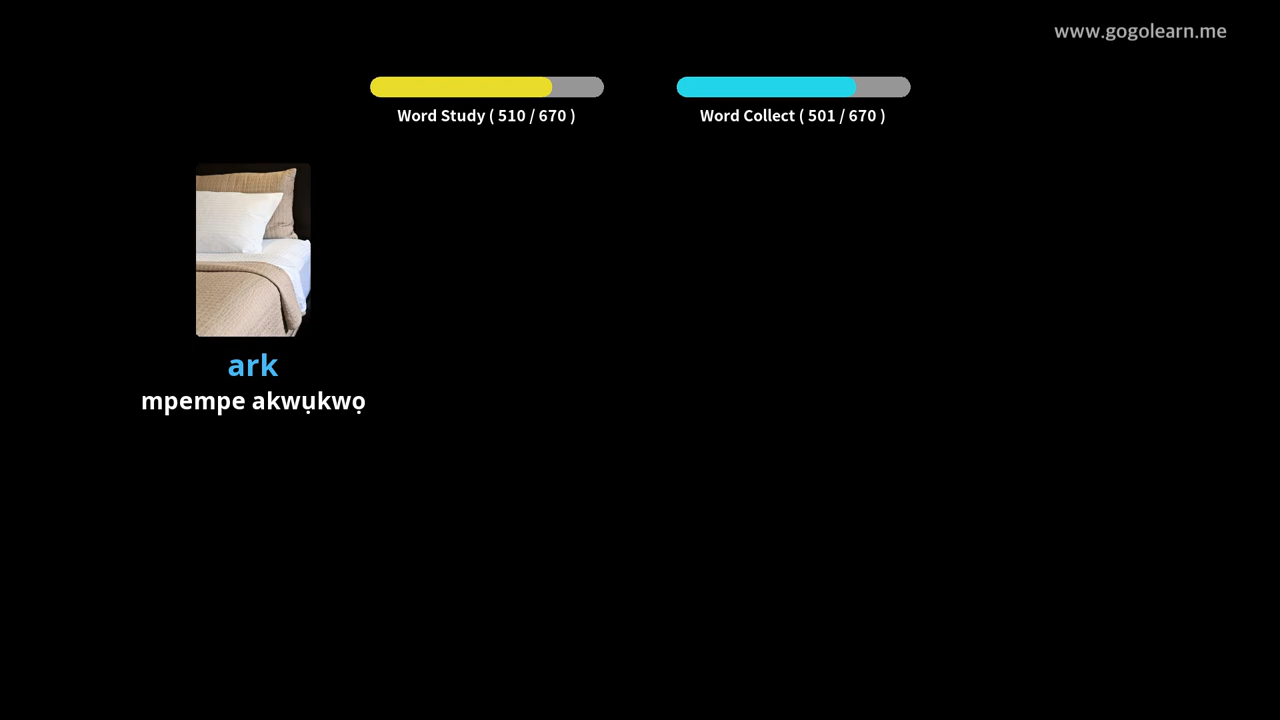 www.gogolearn.me
Word Study ( 510 / 670 )
Word Collect ( 501 / 670 )
ark
mpempe akwụkwọ